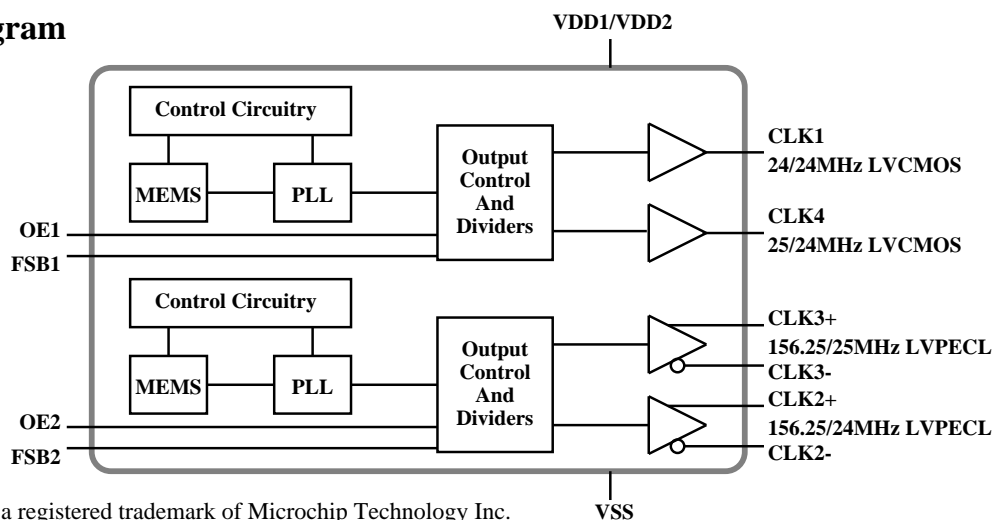 gram
VDD1/VDD2
Control Circuitry
MEMS
PLL
Output
Control
And
Dividers
CLK1
24/24MHz LVCMOS
CLK4
25/24MHz LVCMOS
OE1
FSB1
Control Circuitry
MEMS
PLL
Output
Control
And
Dividers
CLK3+
156.25/25MHz LVPECL
CLK3-
CLK2+
156.25/24MHz LVPECL
CLK2-
OE2
FSB2
VSS
a registered trademark of Microchip Technology Inc.